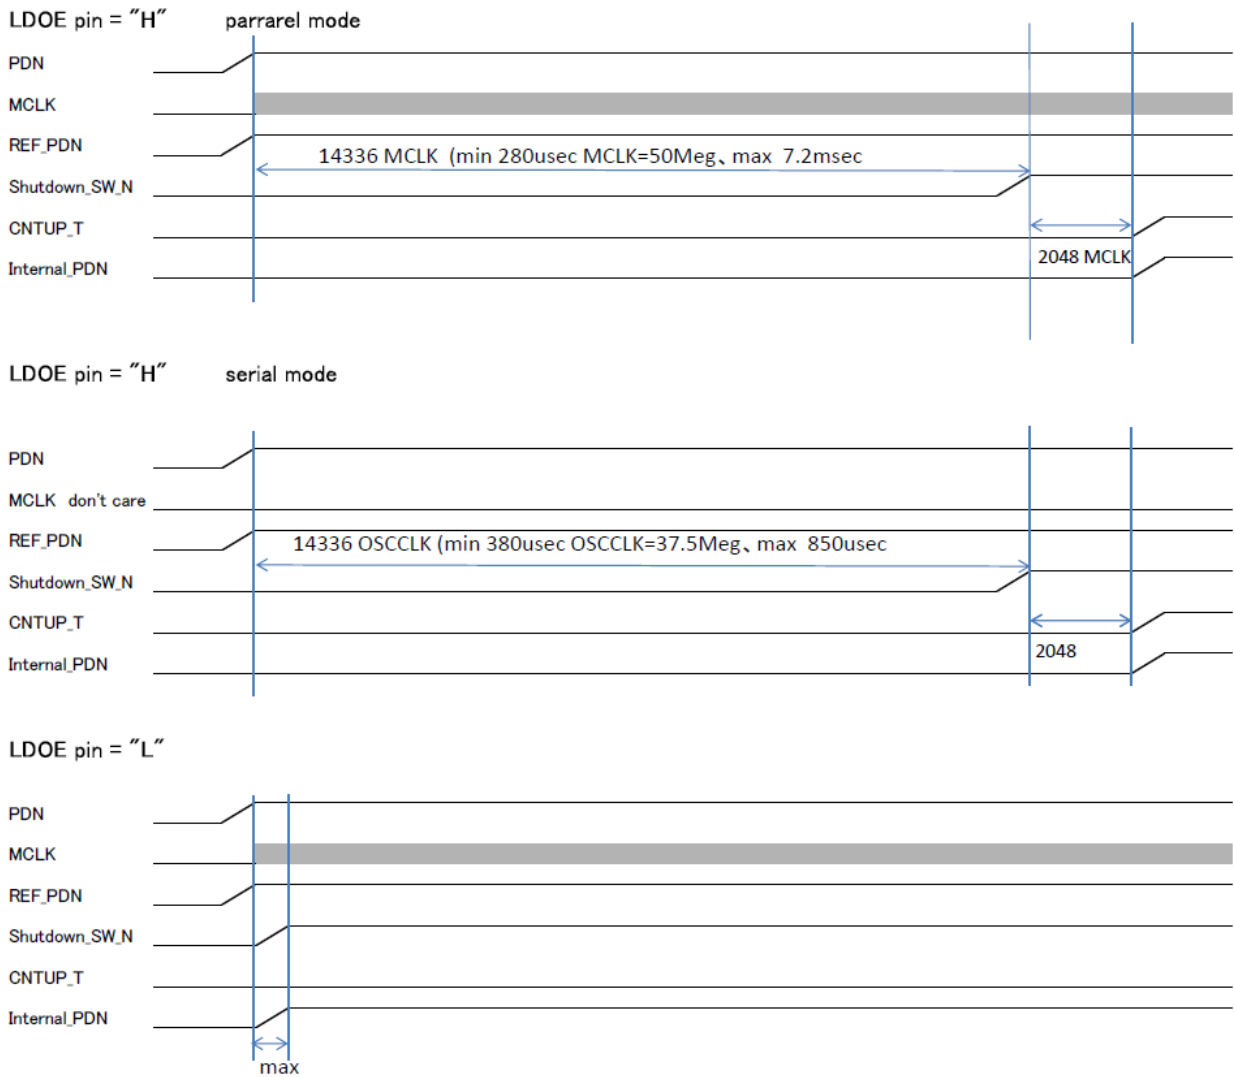 LDOE pin = "H" parrarel mode
PDN
MCLK
REF_PDN
14336 MCLK (min 280usec MCLK=50Meg、max 7.2msec
Shutdown_SW_N
CNTUP_T
2048 MCLK
Internal_PDN
LDOE pin = "H" serial mode
PDN
MCLK don't care
REF_PDN
14336 OSCCLK (min 380usec OSCCLK=37.5Meg、max 850usec
Shutdown_SW_N
CNTUP_T
2048
Internal_PDN
LDOE pin = "L"
PDN
MCLK
REF_PDN
Shutdown_SW_N
CNTUP_T
Internal_PDN
max